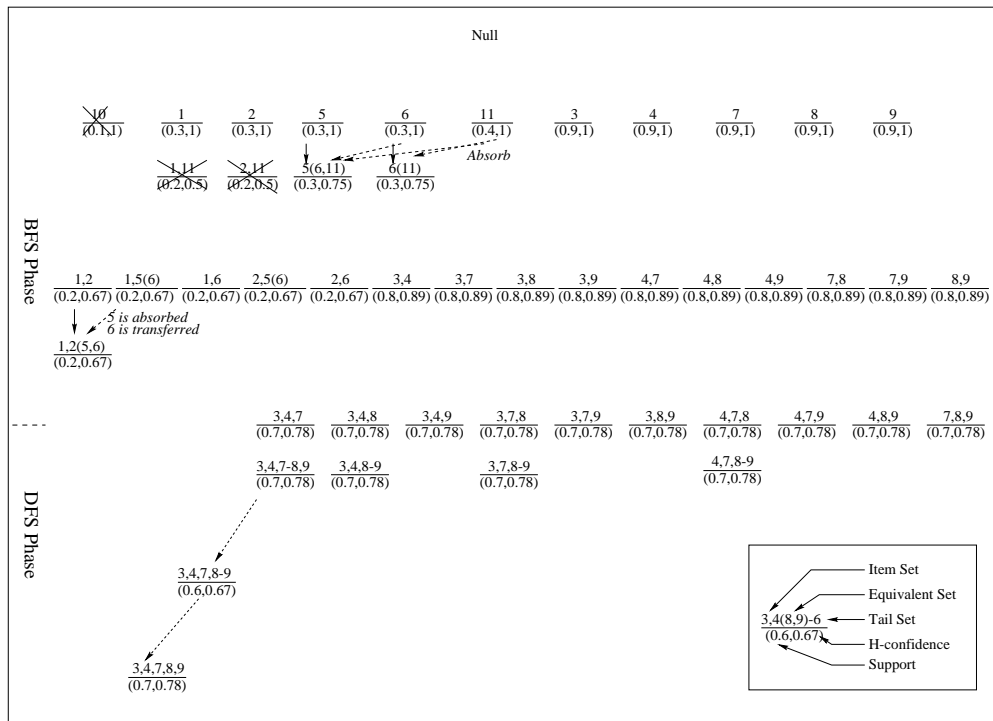 Null
10 1 2 5 6 11 3 4 7 8 9
(0.1,1) (0.3,1) (0.3,1) (0.3,1) (0.3,1) (0.4,1) (0.9,1) (0.9,1) (0.9,1) (0.9,1) (0.9,1)
Absorb
1,11 2,11 5(6,11) 6(11)
(0.2,0.5) (0.2,0.5) (0.3,0.75) (0.3,0.75)
BFS Phase
1,2 1,5(6) 1,6 2,5(6) 2,6 3,4 3,7 3,8 3,9 4,7 4,8 4,9 7,8 7,9 8,9
(0.2,0.67) (0.2,0.67) (0.2,0.67) (0.2,0.67) (0.2,0.67) (0.8,0.89) (0.8,0.89) (0.8,0.89) (0.8,0.89) (0.8,0.89) (0.8,0.89) (0.8,0.89) (0.8,0.89) (0.8,0.89) (0.8,0.89)
5 is absorbed
6 is transferred
1,2(5,6)
(0.2,0.67)
3,4,7 3,4,8 3,4,9 3,7,8 3,7,9 3,8,9 4,7,8 4,7,9 4,8,9 7,8,9
(0.7,0.78) (0.7,0.78) (0.7,0.78) (0.7,0.78) (0.7,0.78) (0.7,0.78) (0.7,0.78) (0.7,0.78) (0.7,0.78) (0.7,0.78)
3,4,7-8,9 3,4,8-9 3,7,8-9 4,7,8-9
(0.7,0.78) (0.7,0.78) (0.7,0.78) (0.7,0.78)
DFS Phase
3,4,7,8-9
(0.6,0.67)
3,4,7,8,9
(0.7,0.78)
Item Set
Equivalent Set
3,4(8,9)-6
Tail Set
(0.6,0.67)
H-confidence
Support